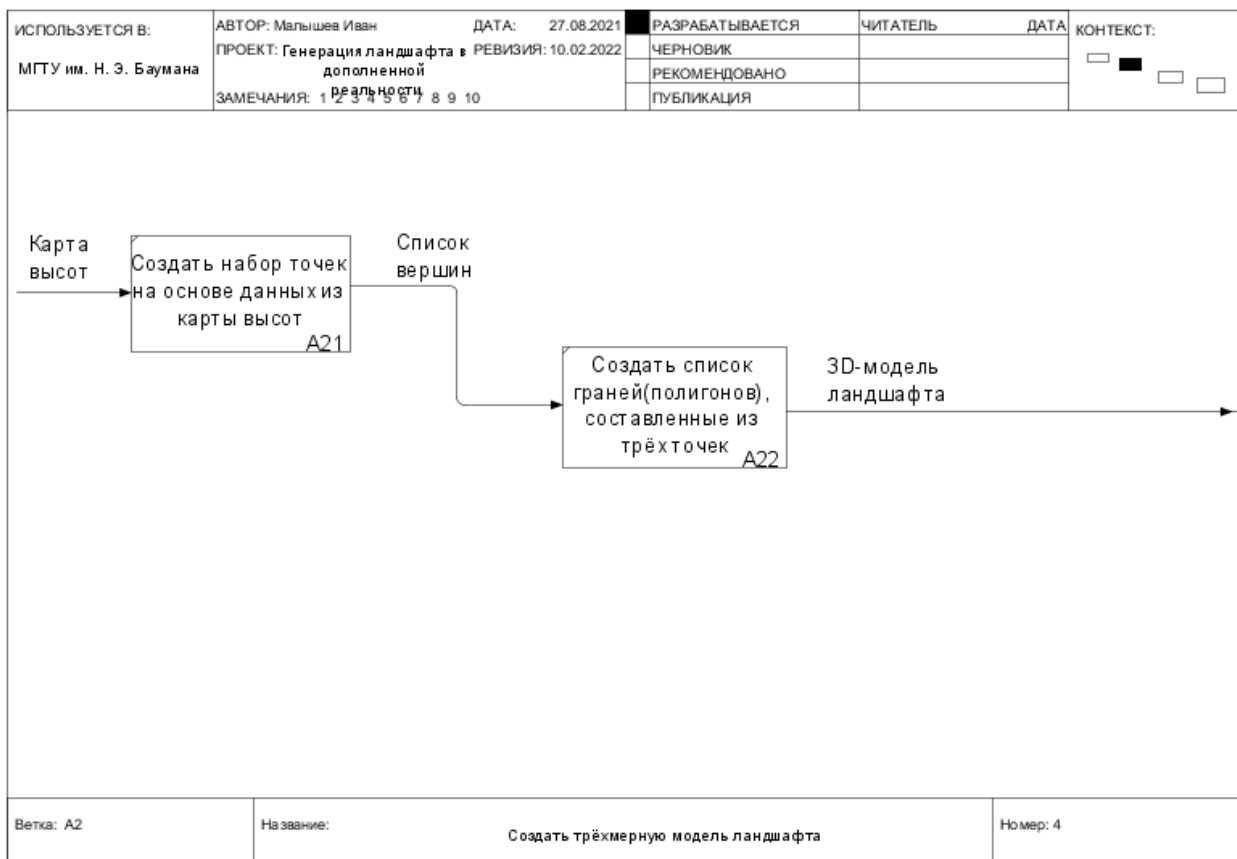 ИСПОЛЬЗУЕТСЯ В:
МГТУ им. Н. Э. Баумана
АВТОР: Малышев Иван
ДАТА: 27.08.2021
ПРОЕКТ: Генерация ландшафта в
дополненной
реальности
РЕВИЗИЯ: 10.02.2022
ЗАМЕЧАНИЯ: 1 2 3 4 5 6 7 8 9 10
РАЗРАБАТЫВАЕТСЯ
ЧЕРНОВИК
РЕКОМЕНДОВАНО
ПУБЛИКАЦИЯ
ЧИТАТЕЛЬ
ДАТА
КОНТЕКСТ:
Карта
высот
Создать набор точек
на основе данных из
карты высот
A21
Список
вершин
Создать список
граней(полигонов),
составленные из
трёх точек
A22
3D-модель
ландшафта
Ветка: A2
Название:
Создать трёхмерную модель ландшафта
Номер: 4